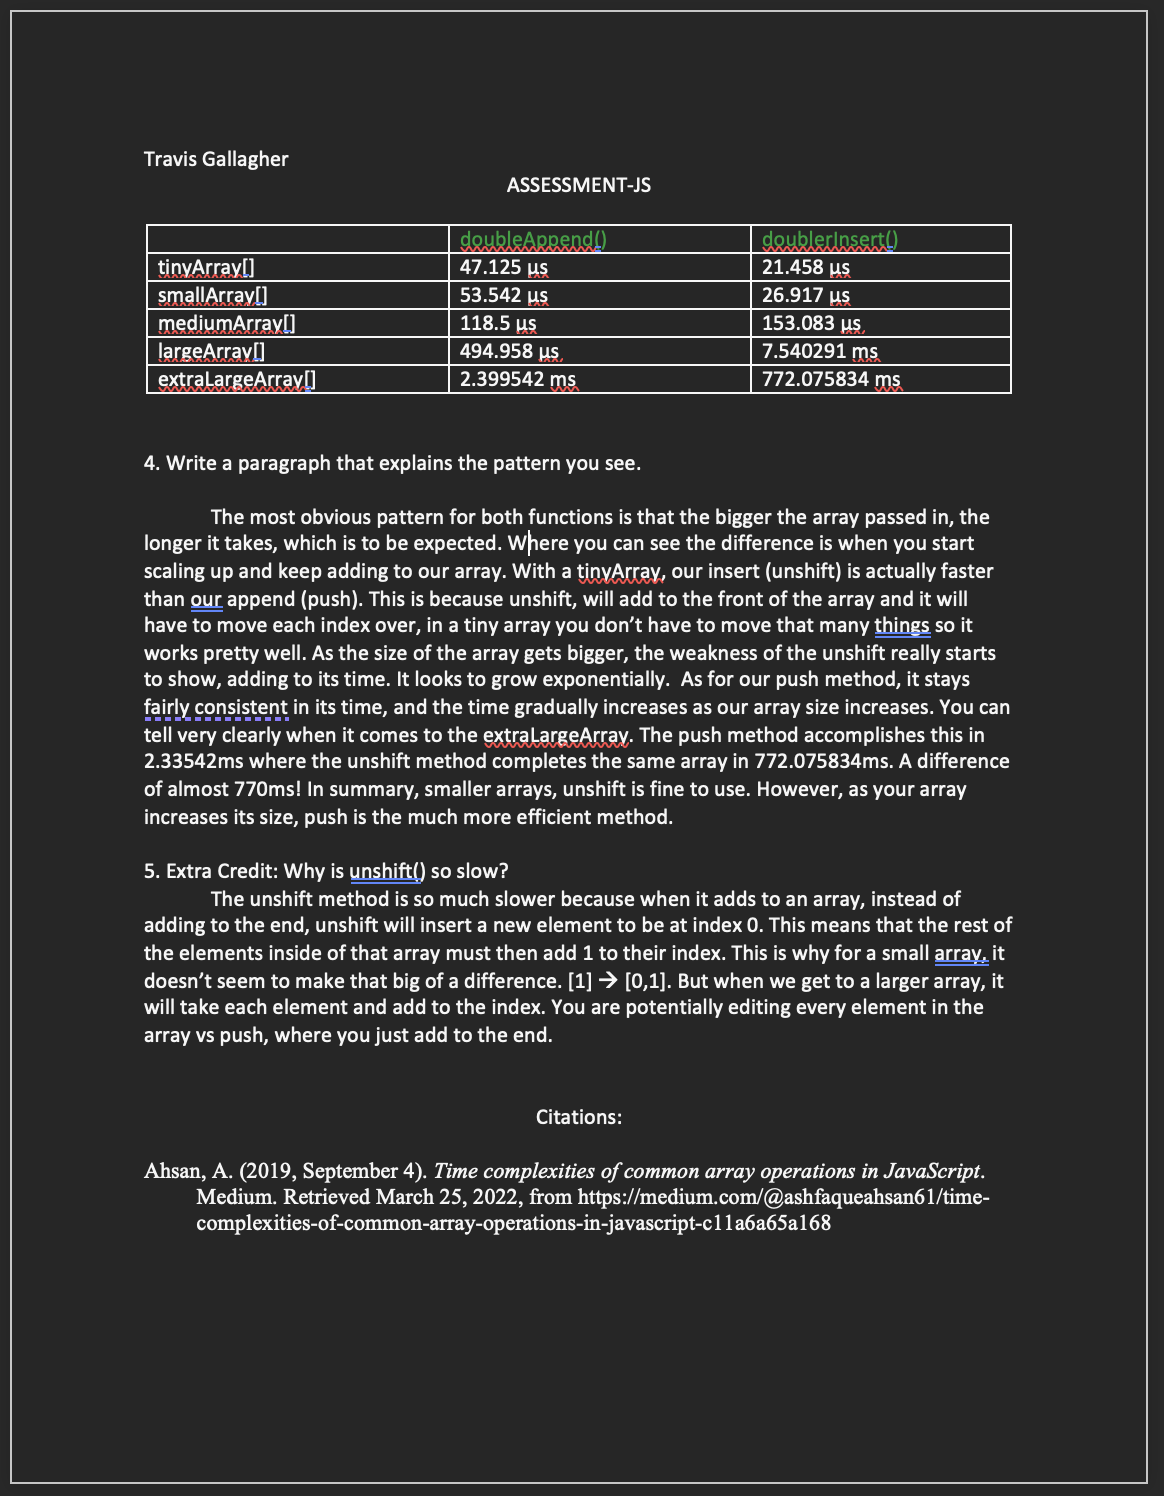 Travis Gallagher
ASSESSMENT-JS
doubleAppend() doublerInsert()
tinyArray[] 47.125 µs 21.458 µs
smallArray[] 53.542 µs 26.917 µs
mediumArray[] 118.5 µs 153.083 µs
largeArray[] 494.958 µs 7.540291 ms
extraLargeArray[] 2.399542 ms 772.075834 ms
4. Write a paragraph that explains the pattern you see.
The most obvious pattern for both functions is that the bigger the array passed in, the
longer it takes, which is to be expected. Where you can see the difference is when you start
scaling up and keep adding to our array. With a tinyArray, our insert (unshift) is actually faster
than our append (push). This is because unshift, will add to the front of the array and it will
have to move each index over, in a tiny array you don’t have to move that many things so it
works pretty well. As the size of the array gets bigger, the weakness of the unshift really starts
to show, adding to its time. It looks to grow exponentially.  As for our push method, it stays
fairly consistent in its time, and the time gradually increases as our array size increases. You can
tell very clearly when it comes to the extraLargeArray. The push method accomplishes this in
2.33542ms where the unshift method completes the same array in 772.075834ms. A difference
of almost 770ms! In summary, smaller arrays, unshift is fine to use. However, as your array
increases its size, push is the much more efficient method.
5. Extra Credit: Why is unshift() so slow?
The unshift method is so much slower because when it adds to an array, instead of
adding to the end, unshift will insert a new element to be at index 0. This means that the rest of
the elements inside of that array must then add 1 to their index. This is why for a small array, it
doesn’t seem to make that big of a difference. [1] → [0,1]. But when we get to a larger array, it
will take each element and add to the index. You are potentially editing every element in the
array vs push, where you just add to the end.
Citations:
Ahsan, A. (2019, September 4). Time complexities of common array operations in JavaScript.
Medium. Retrieved March 25, 2022, from https://medium.com/@ashfaqueahsan61/time-
complexities-of-common-array-operations-in-javascript-c11a6a65a168